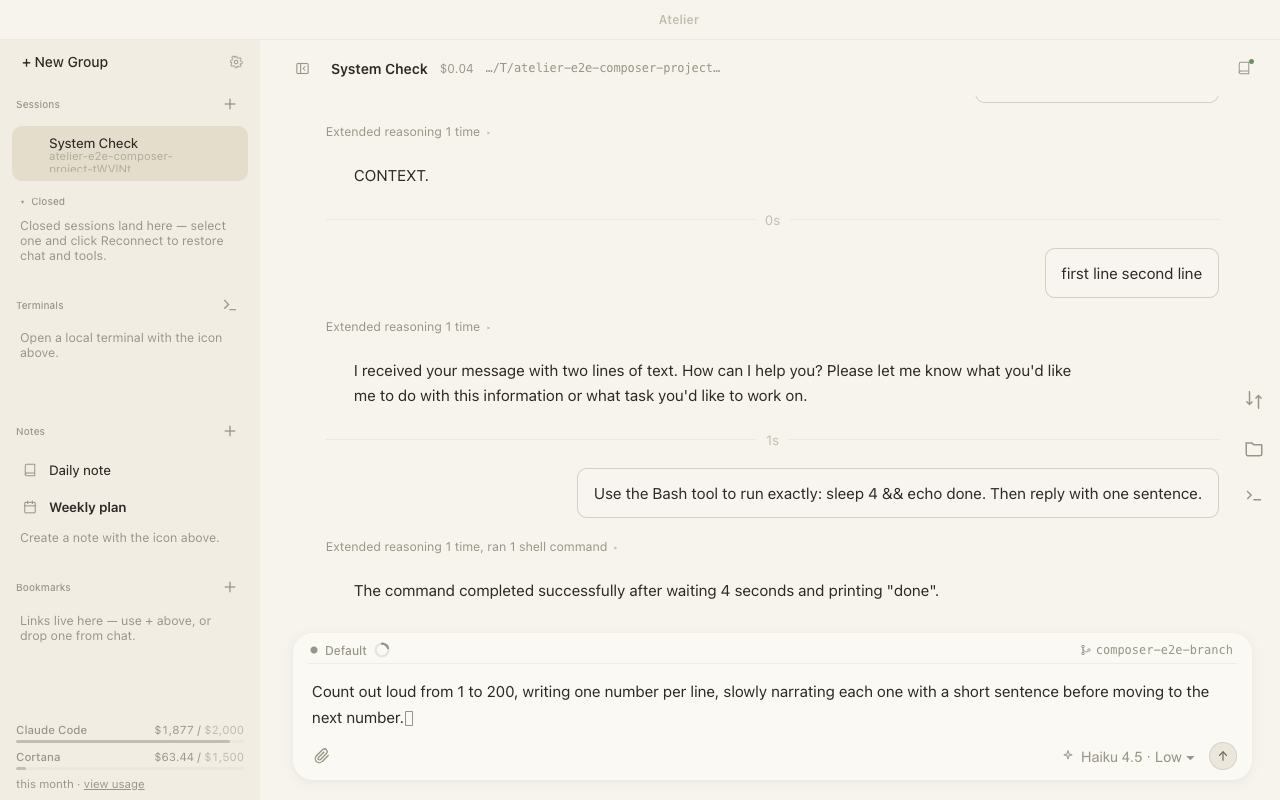 Atelier
+ New Group
Sessions
System Check
atelier-e2e-composer-
project-tWVlNt
Closed
Closed sessions land here — select
one and click Reconnect to restore
chat and tools.
Terminals
Open a local terminal with the icon
above.
Notes
Daily note
Weekly plan
Create a note with the icon above.
Bookmarks
Links live here — use + above, or
drop one from chat.
Claude Code $1,877 / $2,000
Cortana $63.44 / $1,500
this month · view usage
System Check $0.04 …/T/atelier-e2e-composer-project…
Extended reasoning 1 time
CONTEXT.
0s
first line second line
Extended reasoning 1 time
I received your message with two lines of text. How can I help you? Please let me know what you'd like
me to do with this information or what task you'd like to work on.
1s
Use the Bash tool to run exactly: sleep 4 && echo done. Then reply with one sentence.
Extended reasoning 1 time, ran 1 shell command
The command completed successfully after waiting 4 seconds and printing "done".
Default composer-e2e-branch
Count out loud from 1 to 200, writing one number per line, slowly narrating each one with a short sentence before moving to the
next number.
Haiku 4.5 · Low